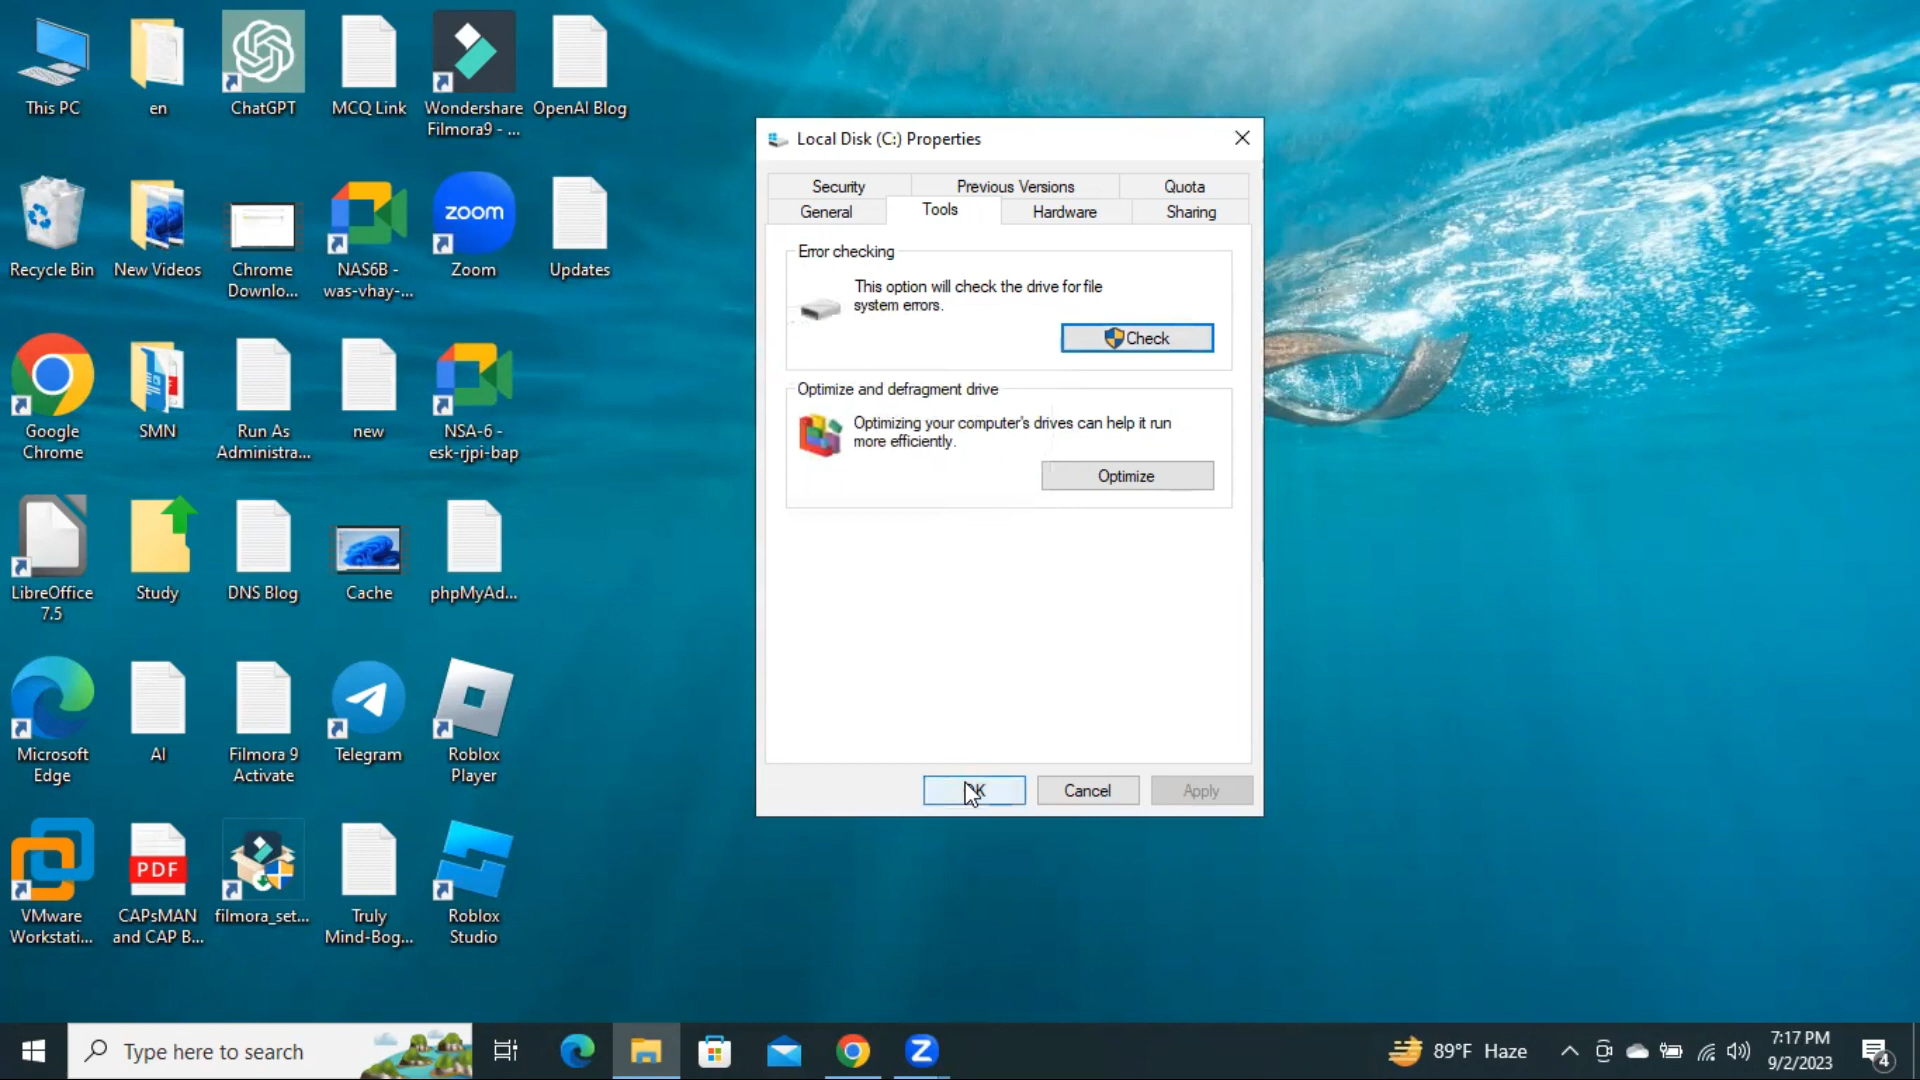 This PC
en
ChatGPT
MCQ Link
Wondershare
Filmora9 - ...
OpenAI Blog
Recycle Bin
New Videos
Chrome
Downlo...
NAS6B -
was-vhay-...
zoom
Zoom
Updates
Google
Chrome
SMN
Run As
Administra...
new
NSA-6 -
esk-rjpi-bap
LibreOffice
7.5
Study
DNS Blog
Cache
phpMyAd...
Microsoft
Edge
AI
Filmora 9
Activate
Telegram
Roblox
Player
VMware
Workstati...
PDF
CAPsMAN
and CAP B...
filmora_set...
Truly
Mind-Bog...
Roblox
Studio
Local Disk (C:) Properties
Security
Previous Versions
Quota
General
Tools
Hardware
Sharing
Error checking
This option will check the drive for file
system errors.
Check
Optimize and defragment drive
Optimizing your computer's drives can help it run
more efficiently.
Optimize
OK
Cancel
Apply
Type here to search
Z
89°F Haze
7:17 PM
9/2/2023
4